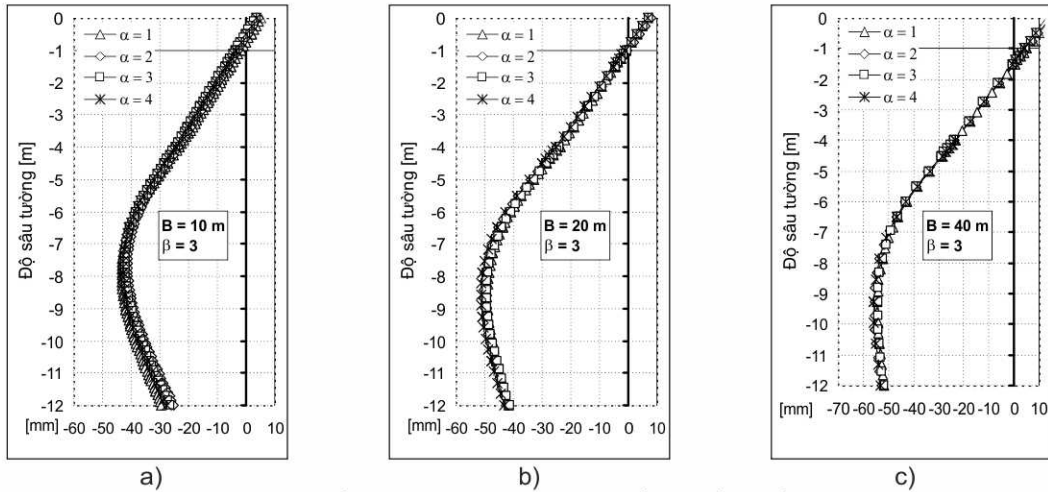 0
-1
-2
-3
-4
-5
-6
-7
-8
-9
-10
-11
-12
Độ sâu tường [m]
α = 1
α = 2
α = 3
α = 4
B = 10 m
β = 3
[mm] -60 -50 -40 -30 -20 -10 0 10
a)
0
-1
-2
-3
-4
-5
-6
-7
-8
-9
-10
-11
-12
Độ sâu tường [m]
α = 1
α = 2
α = 3
α = 4
B = 20 m
β = 3
[mm] -60 -50 -40 -30 -20 -10 0 10
b)
0
-1
-2
-3
-4
-5
-6
-7
-8
-9
-10
-11
-12
Độ sâu tường [m]
α = 1
α = 2
α = 3
α = 4
B = 40 m
β = 3
[mm] -70 -60 -50 -40 -30 -20 -10 0 10
c)